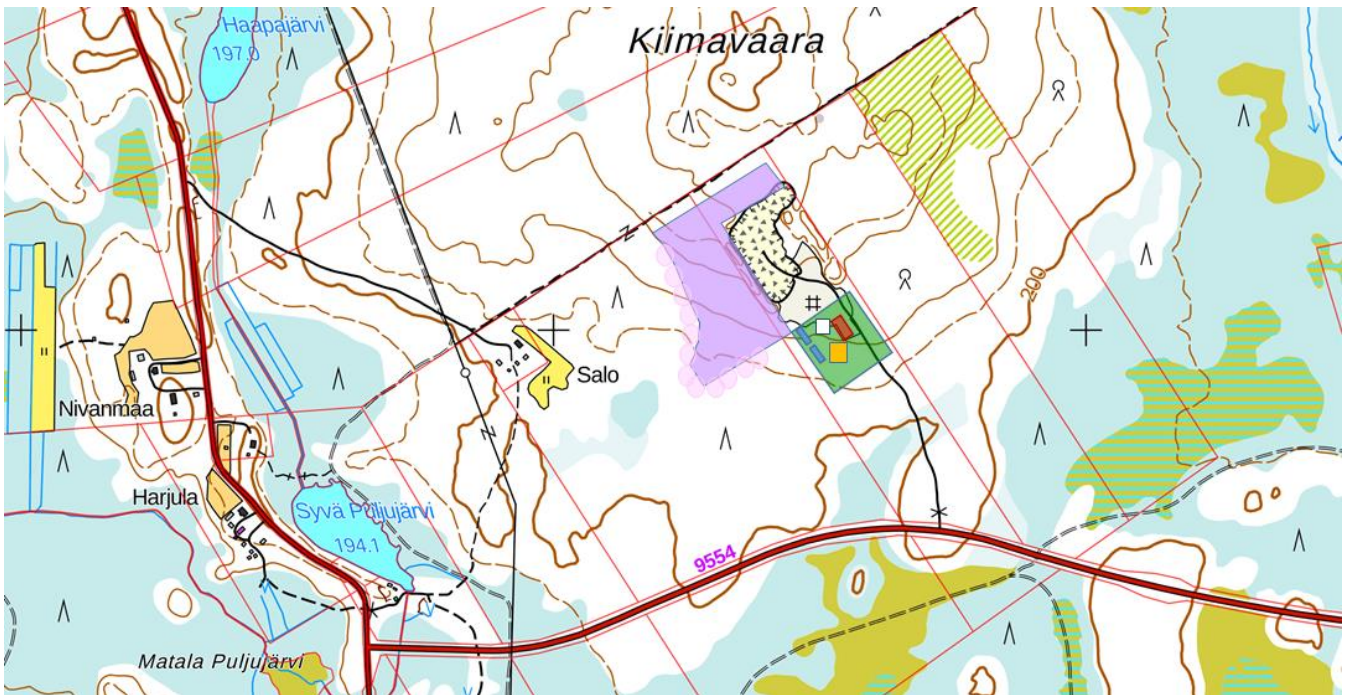 Haapajärvi
197.0
Kiimavaara
200
Salo
Nivanmaa
Harjula
Syvä Puljujärvi
194.1
9554
Matala Puljujärvi